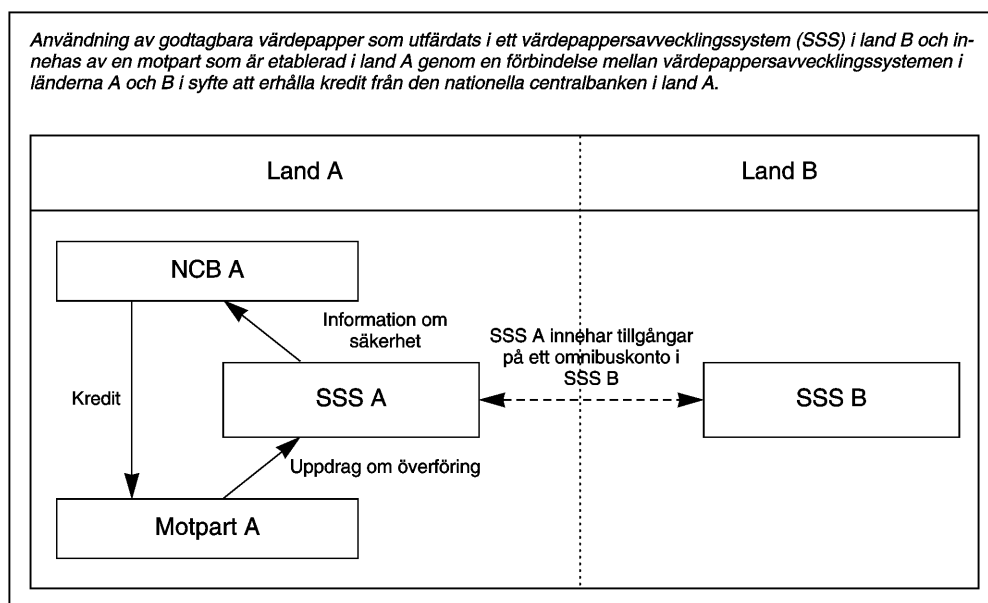 Användning av godtagbara värdepapper som utfärdats i ett värdepappersavvecklingssystem (SSS) i land B och in-
nehas av en motpart som är etablerad i land A genom en förbindelse mellan värdepappersavvecklingssystemen i
länderna A och B i syfte att erhålla kredit från den nationella centralbanken i land A.
Land A
Land B
NCB A
Information om
säkerhet
SSS A innehar tillgångar
på ett omnibuskonto i
SSS B
Kredit
SSS A
SSS B
Uppdrag om överföring
Motpart A